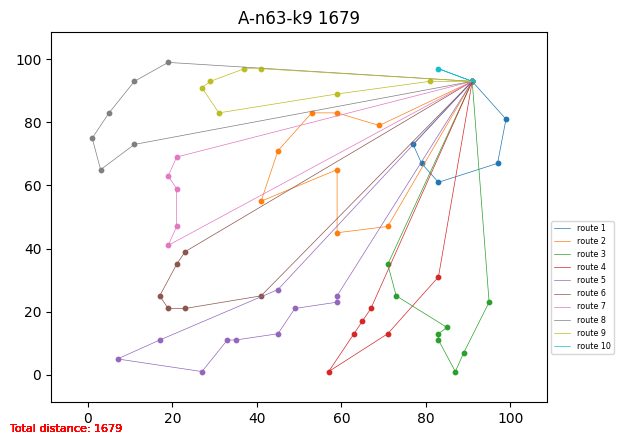 A-n63-k9 1679
100
80
60
40
20
0
0 20 40 60 80 100
route 1
route 2
route 3
route 4
route 5
route 6
route 7
route 8
route 9
route 10
Total distance: 1679